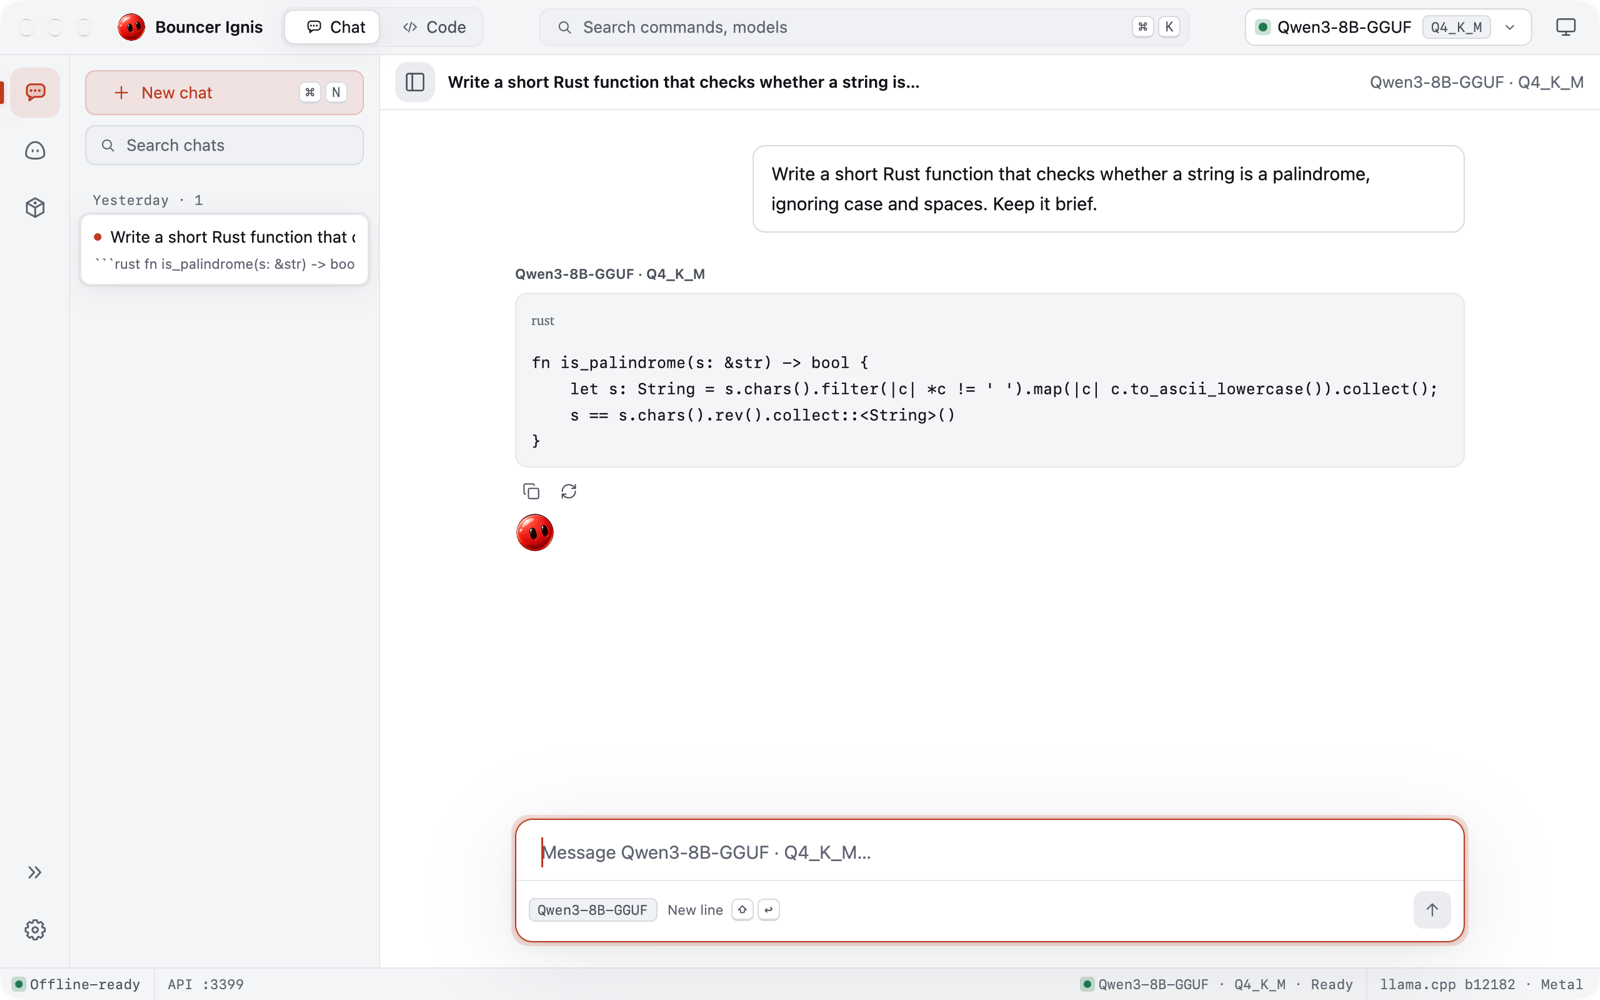 Bouncer Ignis
Chat
Code
Search commands, models
⌘ K
Qwen3-8B-GGUF Q4_K_M
New chat
⌘ N
Search chats
Yesterday · 1
Write a short Rust function that c
```rust fn is_palindrome(s: &str) -> boo
Write a short Rust function that checks whether a string is...
Qwen3-8B-GGUF · Q4_K_M
Write a short Rust function that checks whether a string is a palindrome,
ignoring case and spaces. Keep it brief.
Qwen3-8B-GGUF · Q4_K_M
rust
fn is_palindrome(s: &str) -> bool {
    let s: String = s.chars().filter(|c| *c != ' ').map(|c| c.to_ascii_lowercase()).collect();
    s == s.chars().rev().collect::<String>()
}
Message Qwen3-8B-GGUF · Q4_K_M...
Qwen3-8B-GGUF New line
Offline-ready
API :3399
Qwen3-8B-GGUF · Q4_K_M · Ready
llama.cpp b12182 · Metal